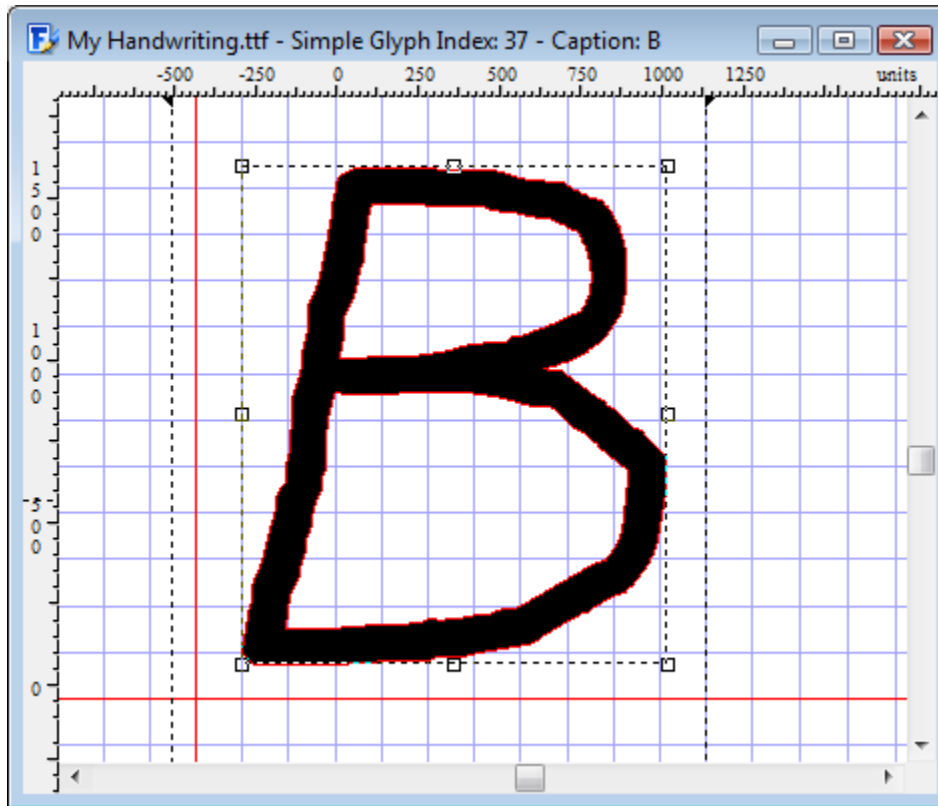 My Handwriting.ttf - Simple Glyph Index: 37 - Caption: B
-500 -250 0 250 500 750 1000 1250 units
1500
1000
500
0
B